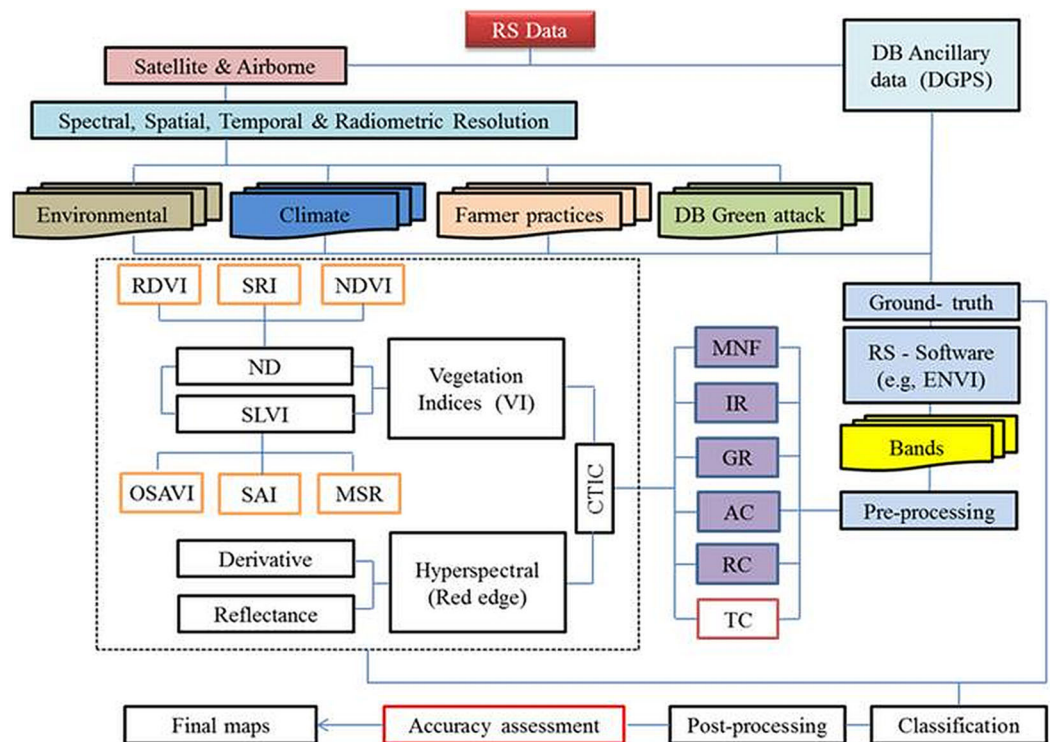 RS Data
Satellite & Airborne
DB Ancillary
data (DGPS)
Spectral, Spatial, Temporal & Radiometric Resolution
Environmental
Climate
Farmer practices
DB Green attack
RDVI
SRI
NDVI
ND
SLVI
Vegetation
Indices (VI)
OSAVI
SAI
MSR
Derivative
Reflectance
Hyperspectral
(Red edge)
CTIC
MNF
IR
GR
AC
RC
TC
Ground- truth
RS - Software
(e.g, ENVI)
Bands
Pre-processing
Final maps
Accuracy assessment
Post-processing
Classification